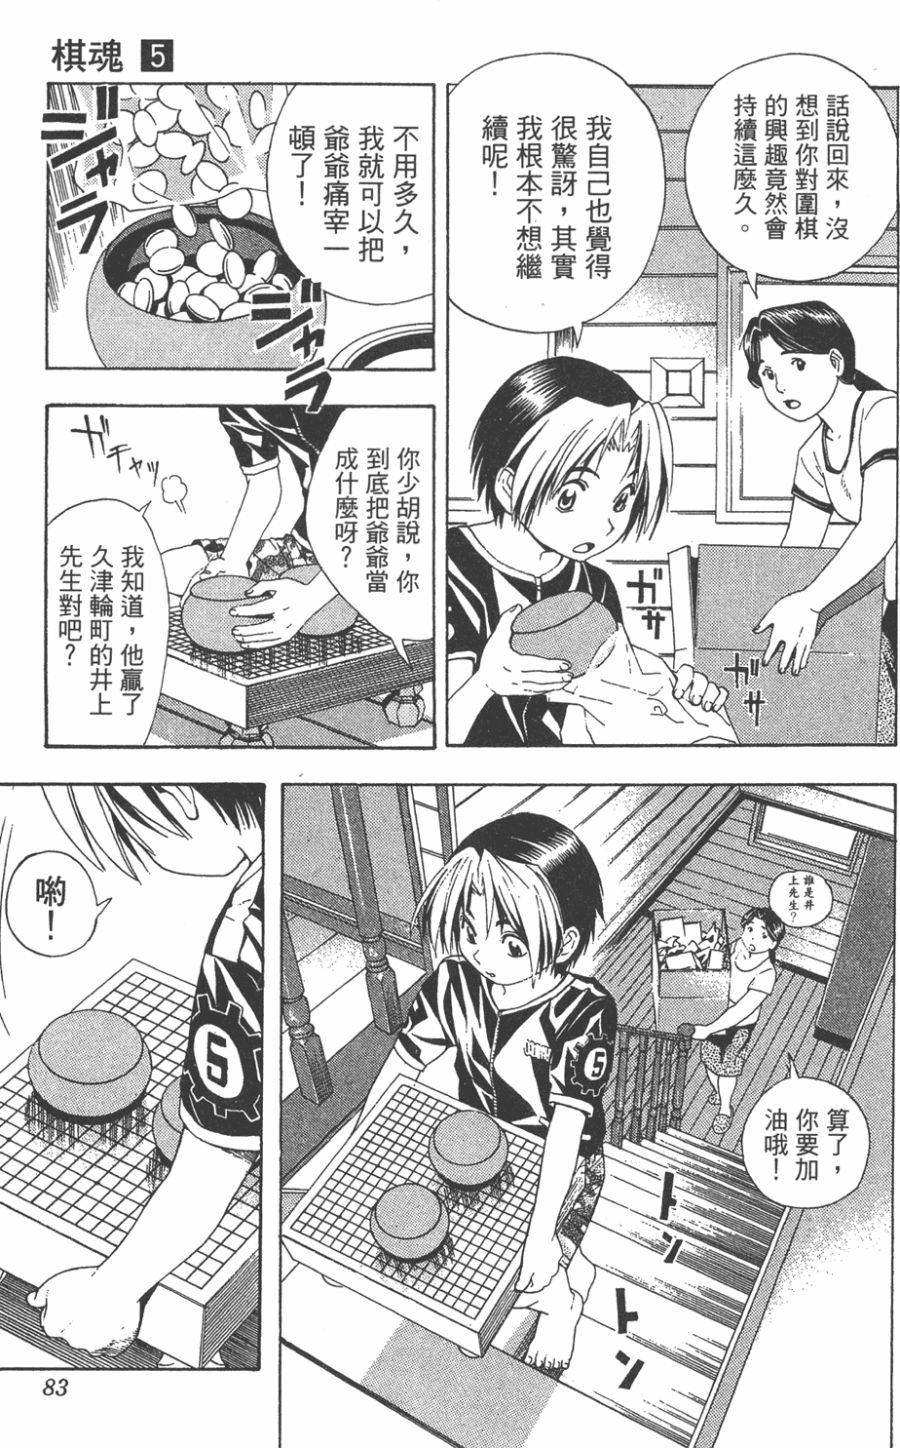 棋魂 5
話說回來，沒
想到你對圍棋
的興趣竟然會
持續這麼久。
我自己也覺得
很驚訝，其實
我根本不想繼
續呢！
ガサ
ガサ
不用多久，
我就可以把
爺爺痛宰一
頓了！
ジャラ
ジャラ
你少胡說，你
到底把爺爺當
成什麼呀？
ガチャッ
我知道，他贏了
久津輪町的井上
先生對吧？
誰是井
上先生？
算了，
你要加
油哦！
トン
トン
5
喲！
5
83